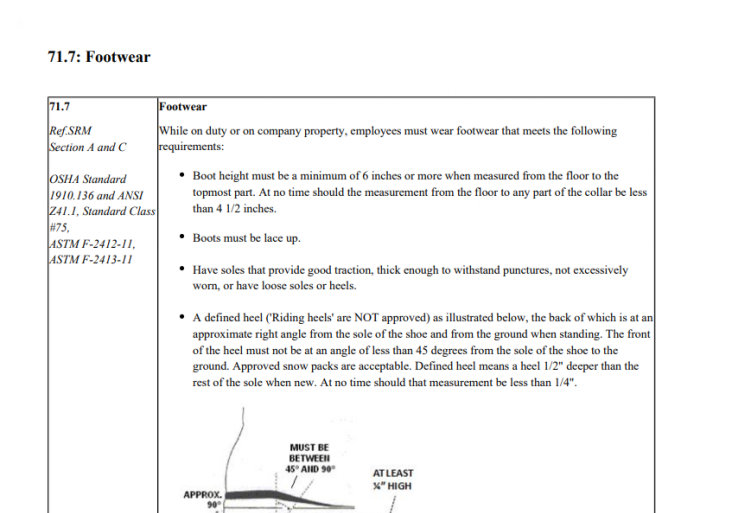 71.7: Footwear
71.7
Ref.SRM
Section A and C
OSHA Standard
1910.136 and ANSI
Z41.1, Standard Class
#75,
ASTM F-2412-11,
ASTM F-2413-11
Footwear
While on duty or on company property, employees must wear footwear that meets the following
requirements:
• Boot height must be a minimum of 6 inches or more when measured from the floor to the
topmost part. At no time should the measurement from the floor to any part of the collar be less
than 4 1/2 inches.
• Boots must be lace up.
• Have soles that provide good traction, thick enough to withstand punctures, not excessively
worn, or have loose soles or heels.
• A defined heel ('Riding heels' are NOT approved) as illustrated below, the back of which is at an
approximate right angle from the sole of the shoe and from the ground when standing. The front
of the heel must not be at an angle of less than 45 degrees from the sole of the shoe to the
ground. Approved snow packs are acceptable. Defined heel means a heel 1/2" deeper than the
rest of the sole when new. At no time should that measurement be less than 1/4".
MUST BE
BETWEEN
45° AND 90°
AT LEAST
¼" HIGH
APPROX.
90°